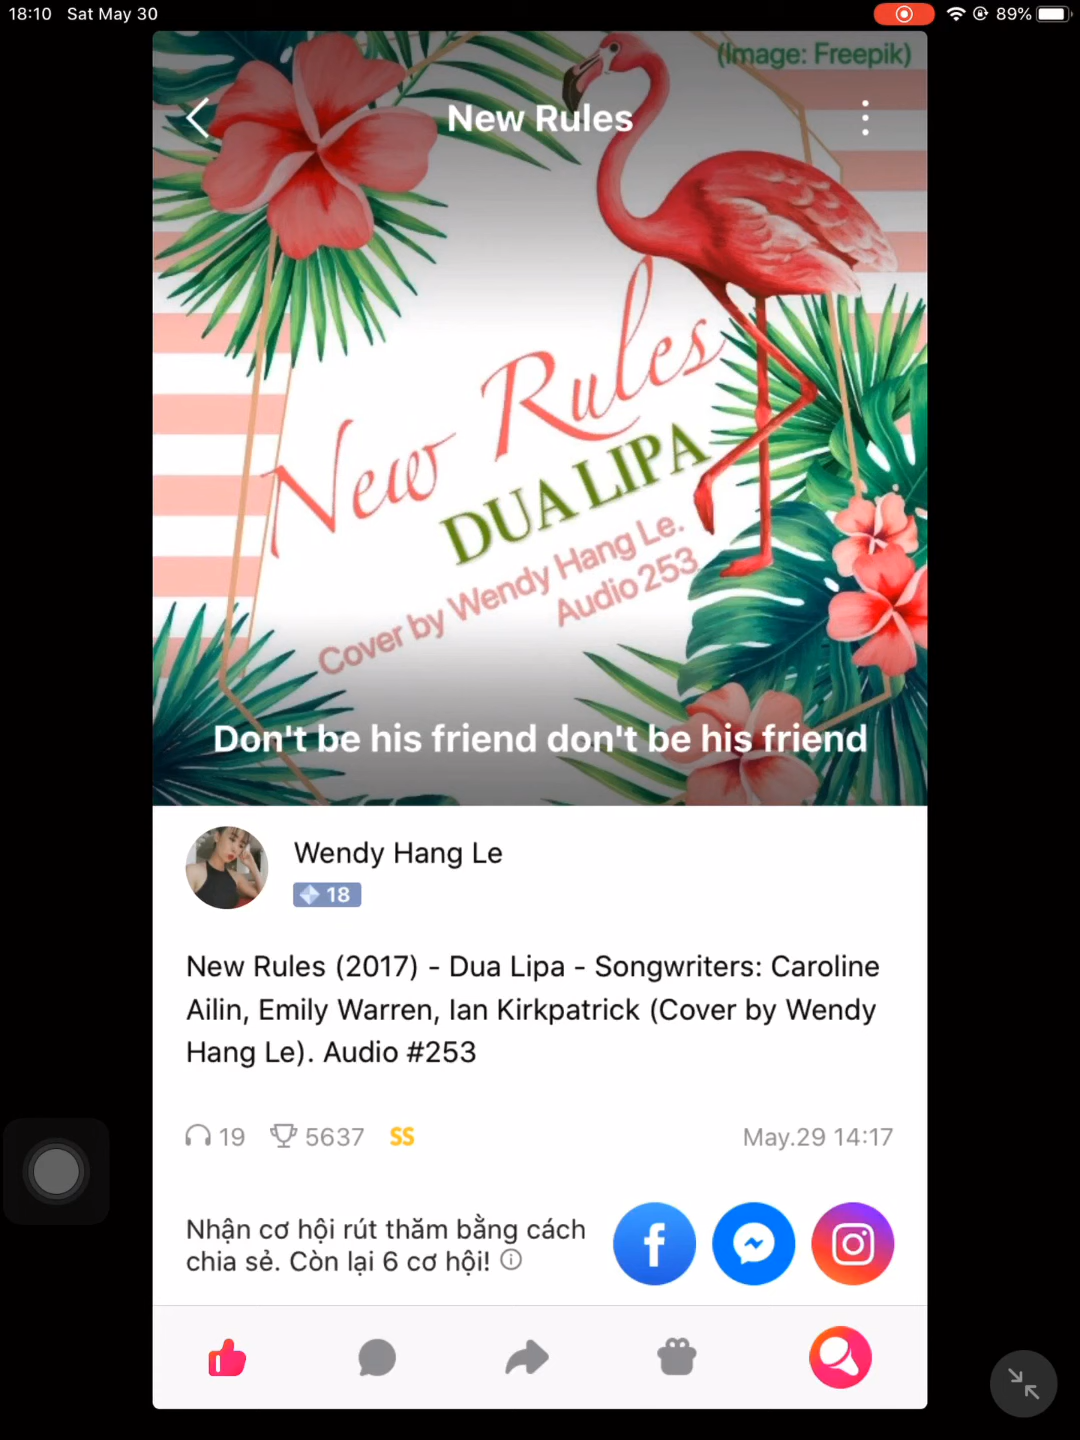 18:10 Sat May 30 89%
(Image: Freepik)
New Rules
New Rules
DUA LIPA
Cover by Wendy Hang Le.
Audio 253
Don't be his friend don't be his friend
Wendy Hang Le
18
New Rules (2017) - Dua Lipa - Songwriters: Caroline
Ailin, Emily Warren, Ian Kirkpatrick (Cover by Wendy
Hang Le). Audio #253
19 5637 SS May.29 14:17
Nhận cơ hội rút thăm bằng cách
chia sẻ. Còn lại 6 cơ hội!